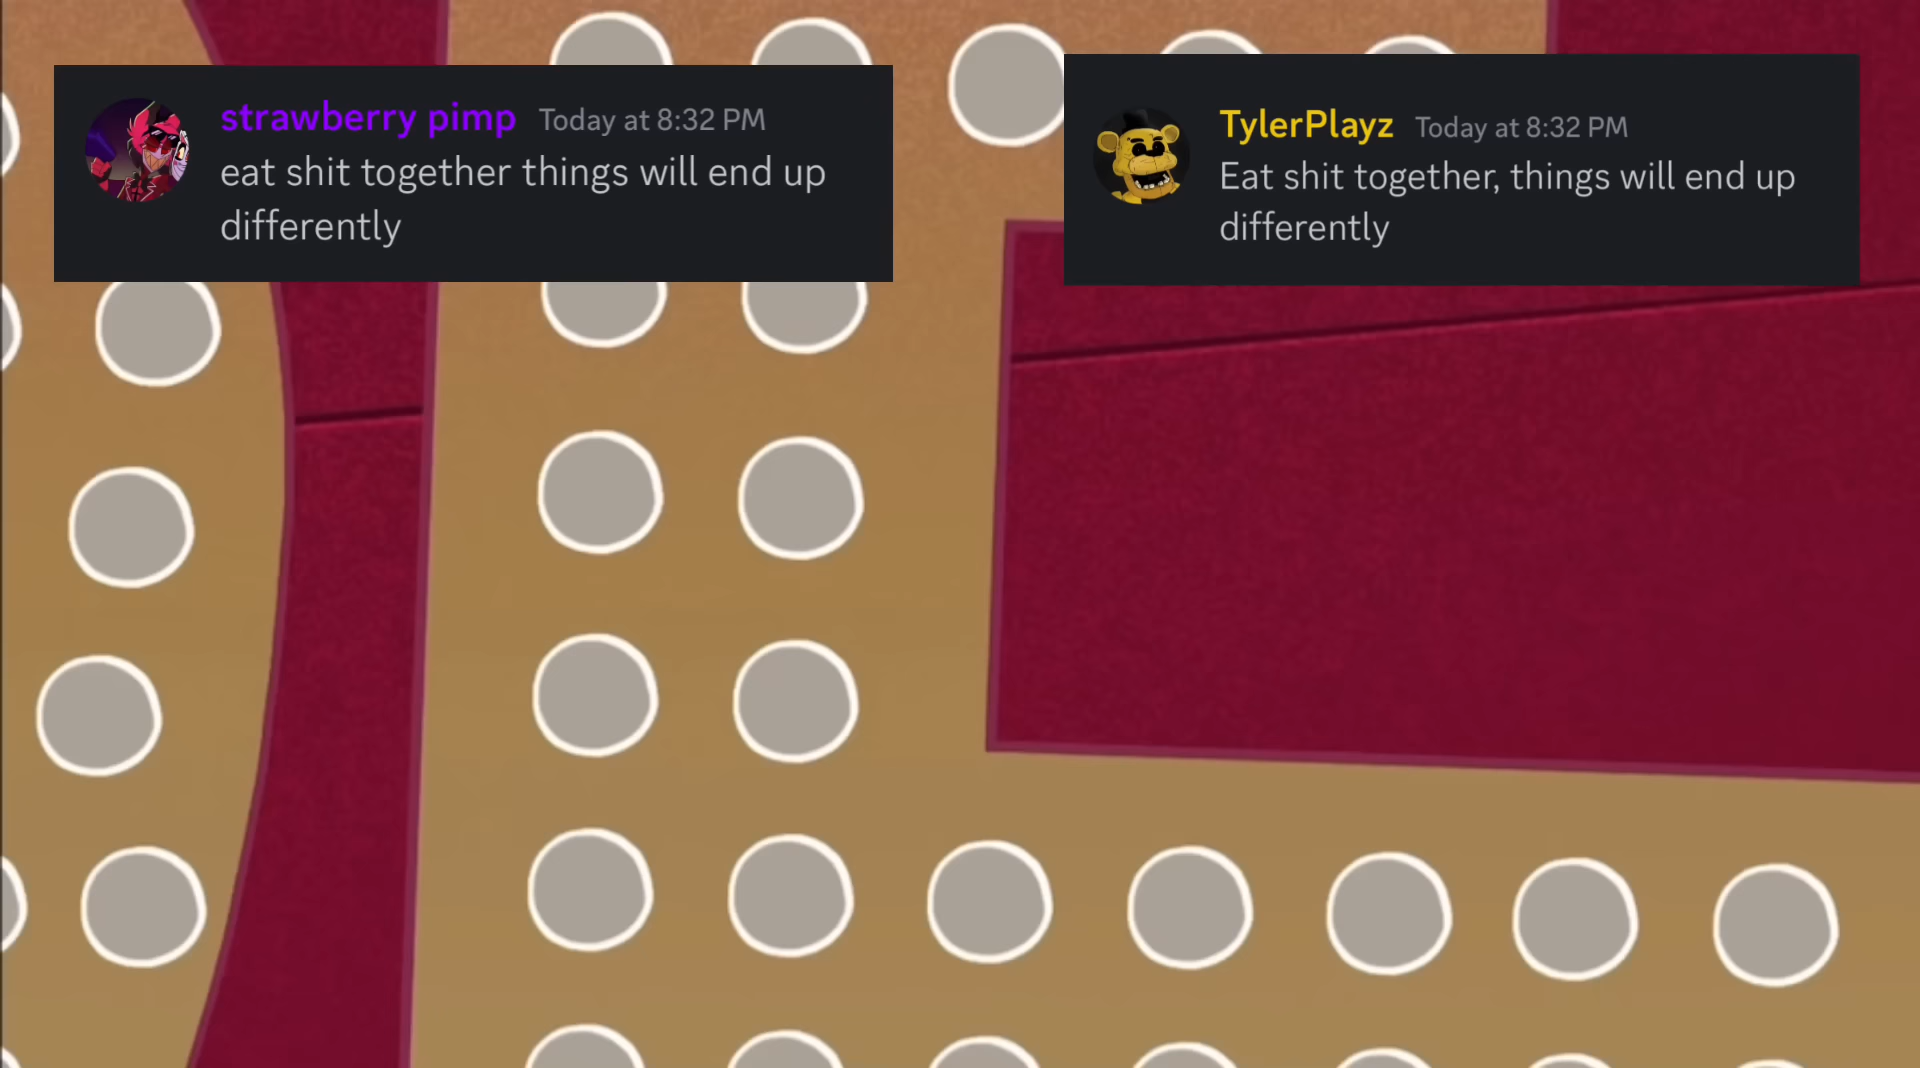 strawberry pimp Today at 8:32 PM
eat shit together things will end up
differently
TylerPlayz Today at 8:32 PM
Eat shit together, things will end up
differently